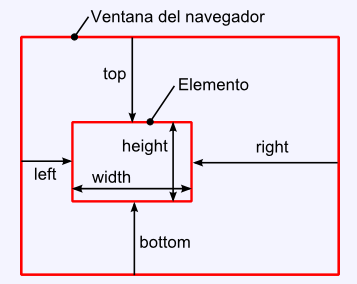 Ventana del navegador
top
Elemento
height
right
left
width
bottom